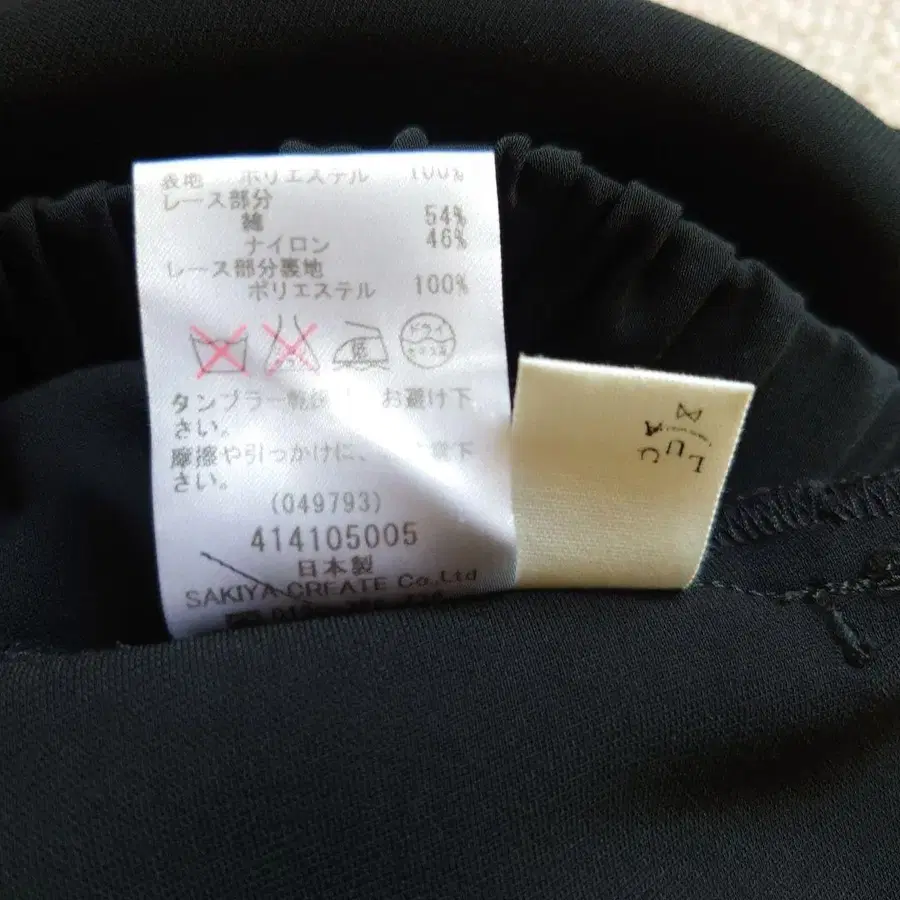 表地 ポリエステル 100%
レース部分
綿 54%
ナイロン 46%
レース部分裏地
ポリエステル 100%
低
ドライ
タンブラー乾燥 お避け下
さい。
摩擦や引っかけに、
さい。
(049793)
414105005
日本製
SAKIYA CREATE Co.,Ltd